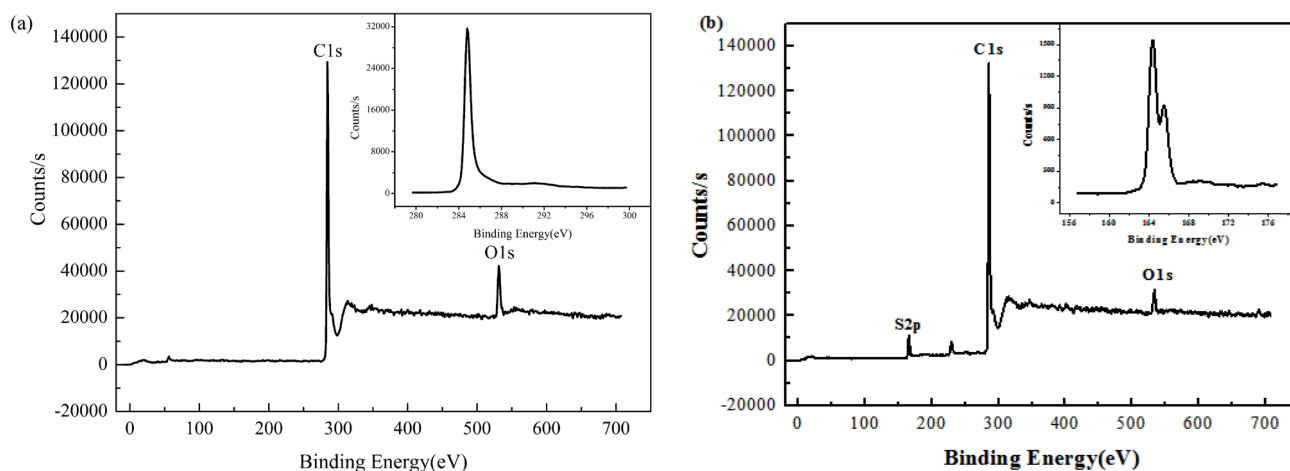 (a)
140000
120000
100000
80000
60000
40000
20000
0
-20000
Counts/s
0 100 200 300 400 500 600 700
Binding Energy(eV)
C1s
O1s
32000
24000
16000
8000
0
Counts/s
280 284 288 292 296 300
Binding Energy(eV)
(b)
140000
120000
100000
80000
60000
40000
20000
0
-20000
Counts/s
0 100 200 300 400 500 600 700
Binding Energy(eV)
S2p
C1s
O1s
1500
1200
900
600
300
0
Counts/s
156 160 164 168 172 176
Binding Energy(eV)